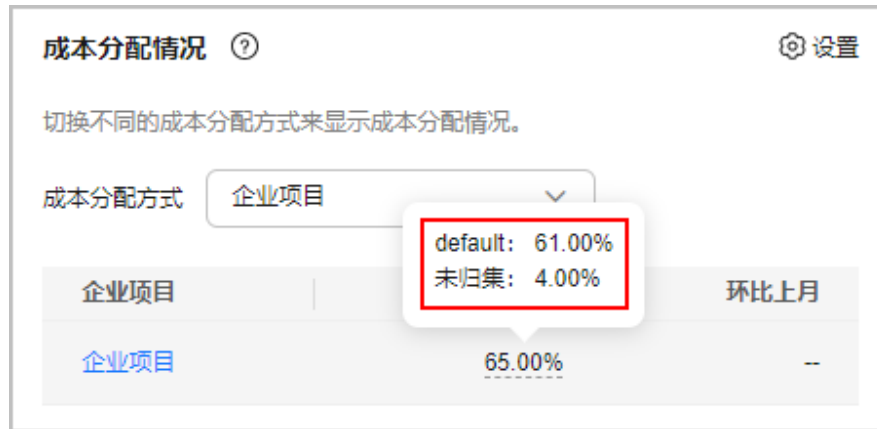 成本分配情况 ?
设置
切换不同的成本分配方式来显示成本分配情况。
成本分配方式 企业项目
default: 61.00%
未归集: 4.00%
企业项目 环比上月
企业项目 65.00% --